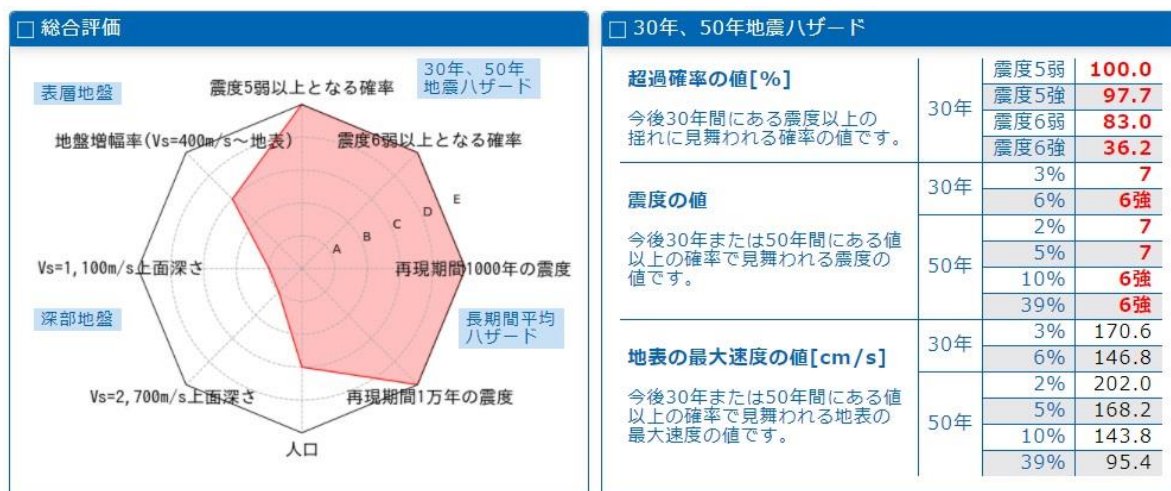 □ 総合評価
表層地盤
30年、50年
地震ハザード
震度5弱以上となる確率
地盤増幅率(Vs=400m/s～地表)
震度6弱以上となる確率
E
D
C
B
A
Vs=1,100m/s上面深さ
再現期間1000年の震度
深部地盤
長期間平均
ハザード
Vs=2,700m/s上面深さ
再現期間1万年の震度
人口
□ 30年、50年地震ハザード
超過確率の値[%]
今後30年間にある震度以上の
揺れに見舞われる確率の値です。
30年
震度5弱 100.0
震度5強 97.7
震度6弱 83.0
震度6強 36.2
震度の値
今後30年または50年間にある値
以上の確率で見舞われる震度の
値です。
30年
3% 7
6% 6強
50年
2% 7
5% 7
10% 6強
39% 6強
地表の最大速度の値[cm/s]
今後30年または50年間にある値
以上の確率で見舞われる地表の
最大速度の値です。
30年
3% 170.6
6% 146.8
50年
2% 202.0
5% 168.2
10% 143.8
39% 95.4